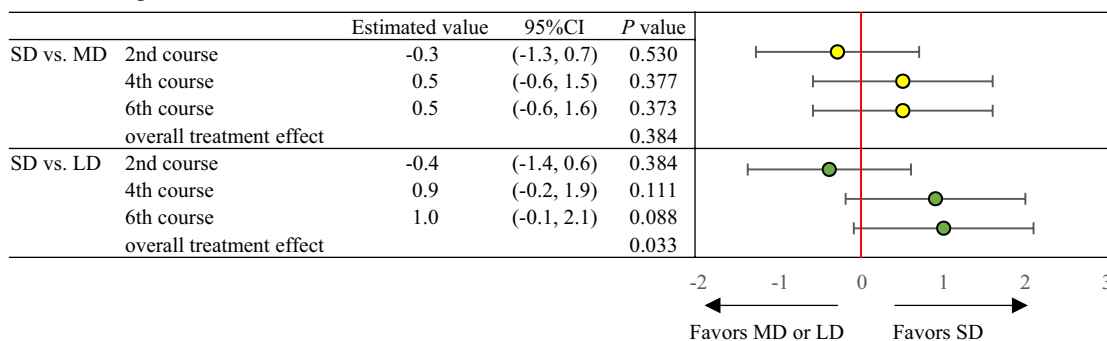 Estimated value 95%CI P value
SD vs. MD 2nd course -0.3 (-1.3, 0.7) 0.530
4th course 0.5 (-0.6, 1.5) 0.377
6th course 0.5 (-0.6, 1.6) 0.373
overall treatment effect 0.384
SD vs. LD 2nd course -0.4 (-1.4, 0.6) 0.384
4th course 0.9 (-0.2, 1.9) 0.111
6th course 1.0 (-0.1, 2.1) 0.088
overall treatment effect 0.033
-2 -1 0 1 2 3
Favors MD or LD Favors SD